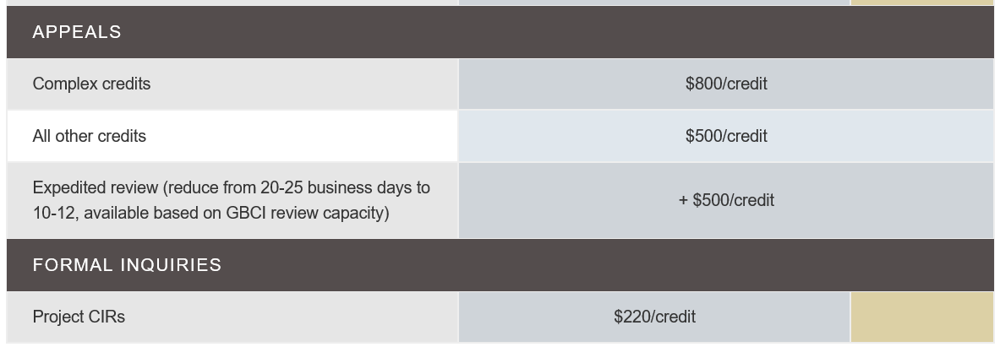 APPEALS
Complex credits
$800/credit
All other credits
$500/credit
Expedited review (reduce from 20-25 business days to
10-12, available based on GBCI review capacity)
+ $500/credit
FORMAL INQUIRIES
Project CIRs
$220/credit